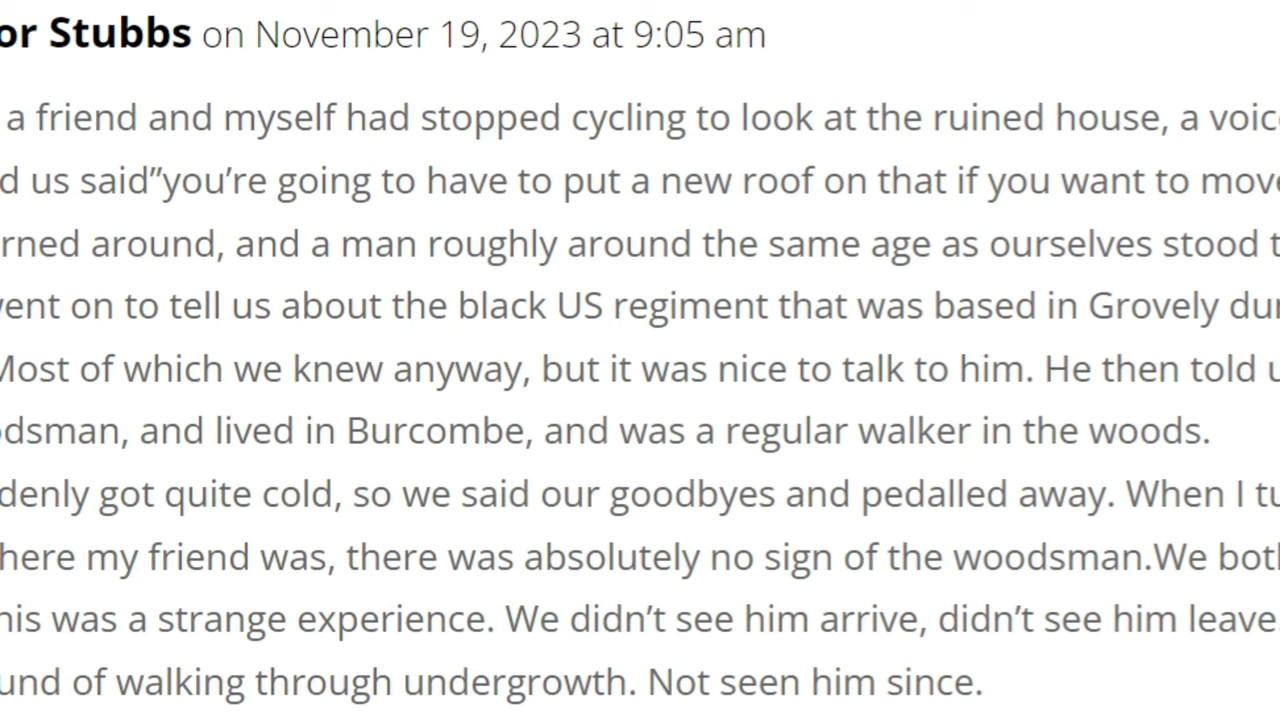 or Stubbs on November 19, 2023 at 9:05 am
a friend and myself had stopped cycling to look at the ruined house, a voic
d us said”you’re going to have to put a new roof on that if you want to move
rned around, and a man roughly around the same age as ourselves stood t
vent on to tell us about the black US regiment that was based in Grovely dur
Most of which we knew anyway, but it was nice to talk to him. He then told u
odsman, and lived in Burcombe, and was a regular walker in the woods.
denly got quite cold, so we said our goodbyes and pedalled away. When I tu
here my friend was, there was absolutely no sign of the woodsman.We both
his was a strange experience. We didn’t see him arrive, didn’t see him leave.
und of walking through undergrowth. Not seen him since.